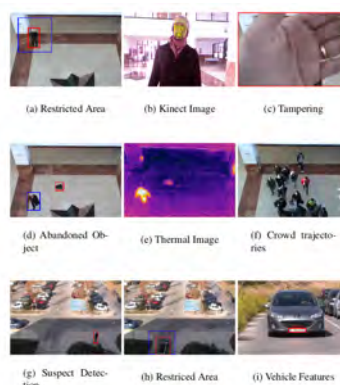 (a) Restricted Area
(b) Kinect Image
(c) Tampering
(d) Abandoned Ob-
ject
(e) Thermal Image
(f) Crowd trajecto-
ries
(g) Suspect Detec-
tion
(h) Restriced Area
(i) Vehicle Features